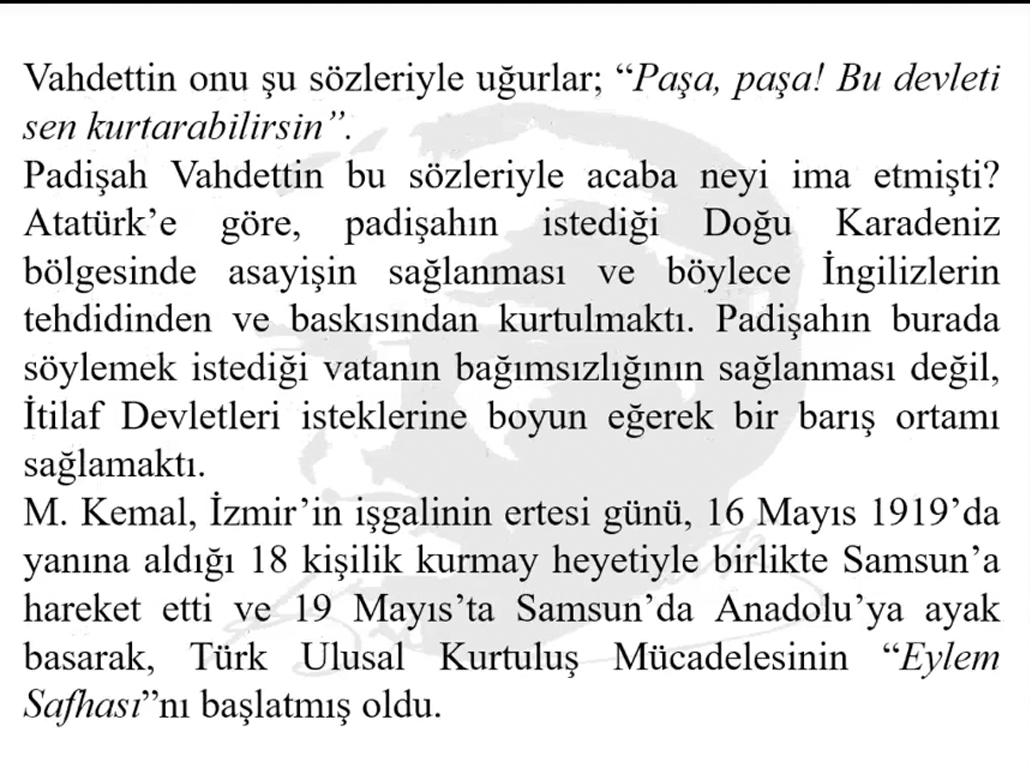 Vahdettin onu şu sözleriyle uğurlar; “Paşa, paşa! Bu devleti
sen kurtarabilirsin”.
Padişah Vahdettin bu sözleriyle acaba neyi ima etmişti?
Atatürk’e göre, padişahın istediği Doğu Karadeniz
bölgesinde asayişin sağlanması ve böylece İngilizlerin
tehdidinden ve baskısından kurtulmaktı. Padişahın burada
söylemek istediği vatanın bağımsızlığının sağlanması değil,
İtilaf Devletleri isteklerine boyun eğerek bir barış ortamı
sağlamaktı.
M. Kemal, İzmir’in işgalinin ertesi günü, 16 Mayıs 1919’da
yanına aldığı 18 kişilik kurmay heyetiyle birlikte Samsun’a
hareket etti ve 19 Mayıs’ta Samsun’da Anadolu’ya ayak
basarak, Türk Ulusal Kurtuluş Mücadelesinin “Eylem
Safhası”nı başlatmış oldu.